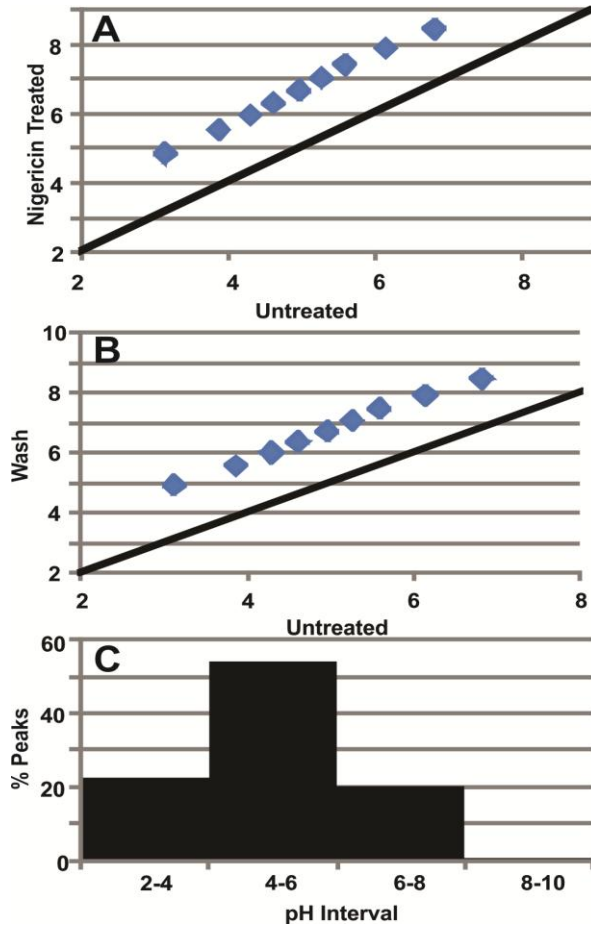 A
8
6
4
2
Nigericin Treated
2 4 6 8
Untreated
B
10
8
6
4
2
Wash
2 4 6 8
Untreated
C
60
40
20
0
% Peaks
2-4 4-6 6-8 8-10
pH Interval